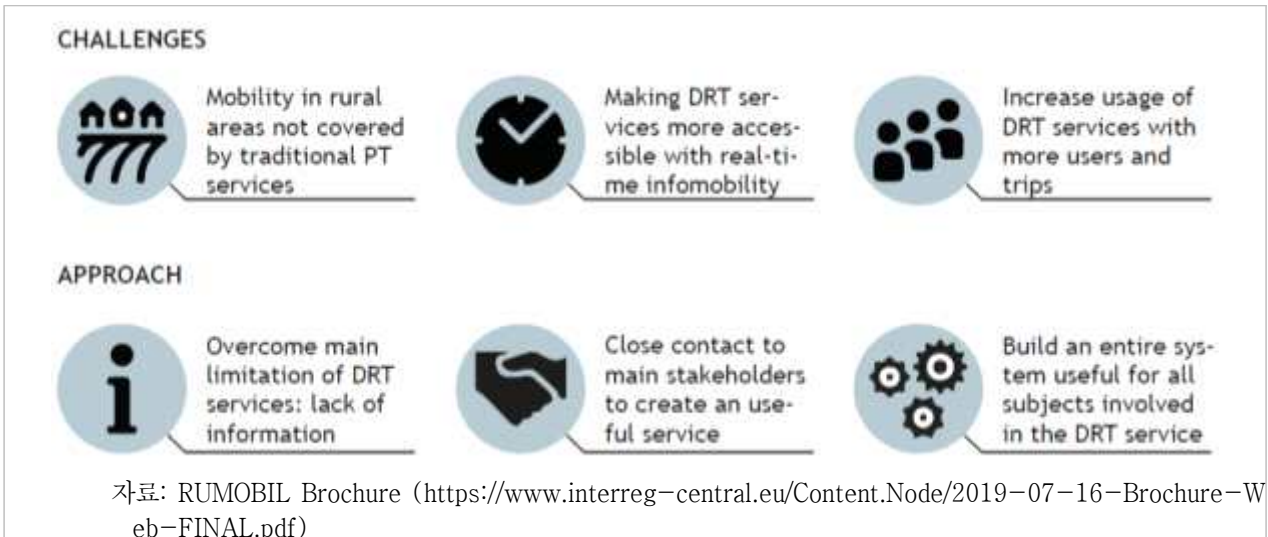 CHALLENGES
Mobility in rural
areas not covered
by traditional PT
services
Making DRT ser-
vices more acces-
sible with real-ti-
me infomobility
Increase usage of
DRT services with
more users and
trips
APPROACH
Overcome main
limitation of DRT
services: lack of
information
Close contact to
main stakeholders
to create an use-
ful service
Build an entire sys-
tem useful for all
subjects involved
in the DRT service
자료: RUMOBIL Brochure (https://www.interreg-central.eu/Content.Node/2019-07-16-Brochure-W
eb-FINAL.pdf)